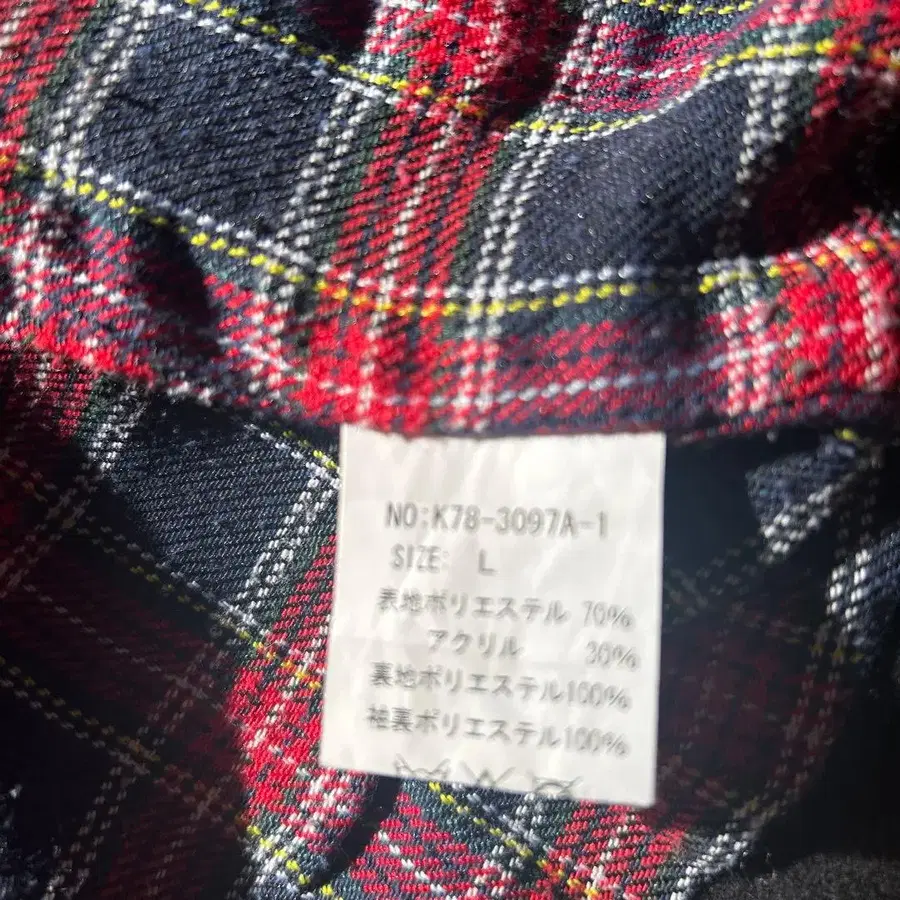 NO:K78-3097A-1
SIZE: L
表地ポリエステル 70%
アクリル 30%
裏地ポリエステル100%
袖裏ポリエステル100%